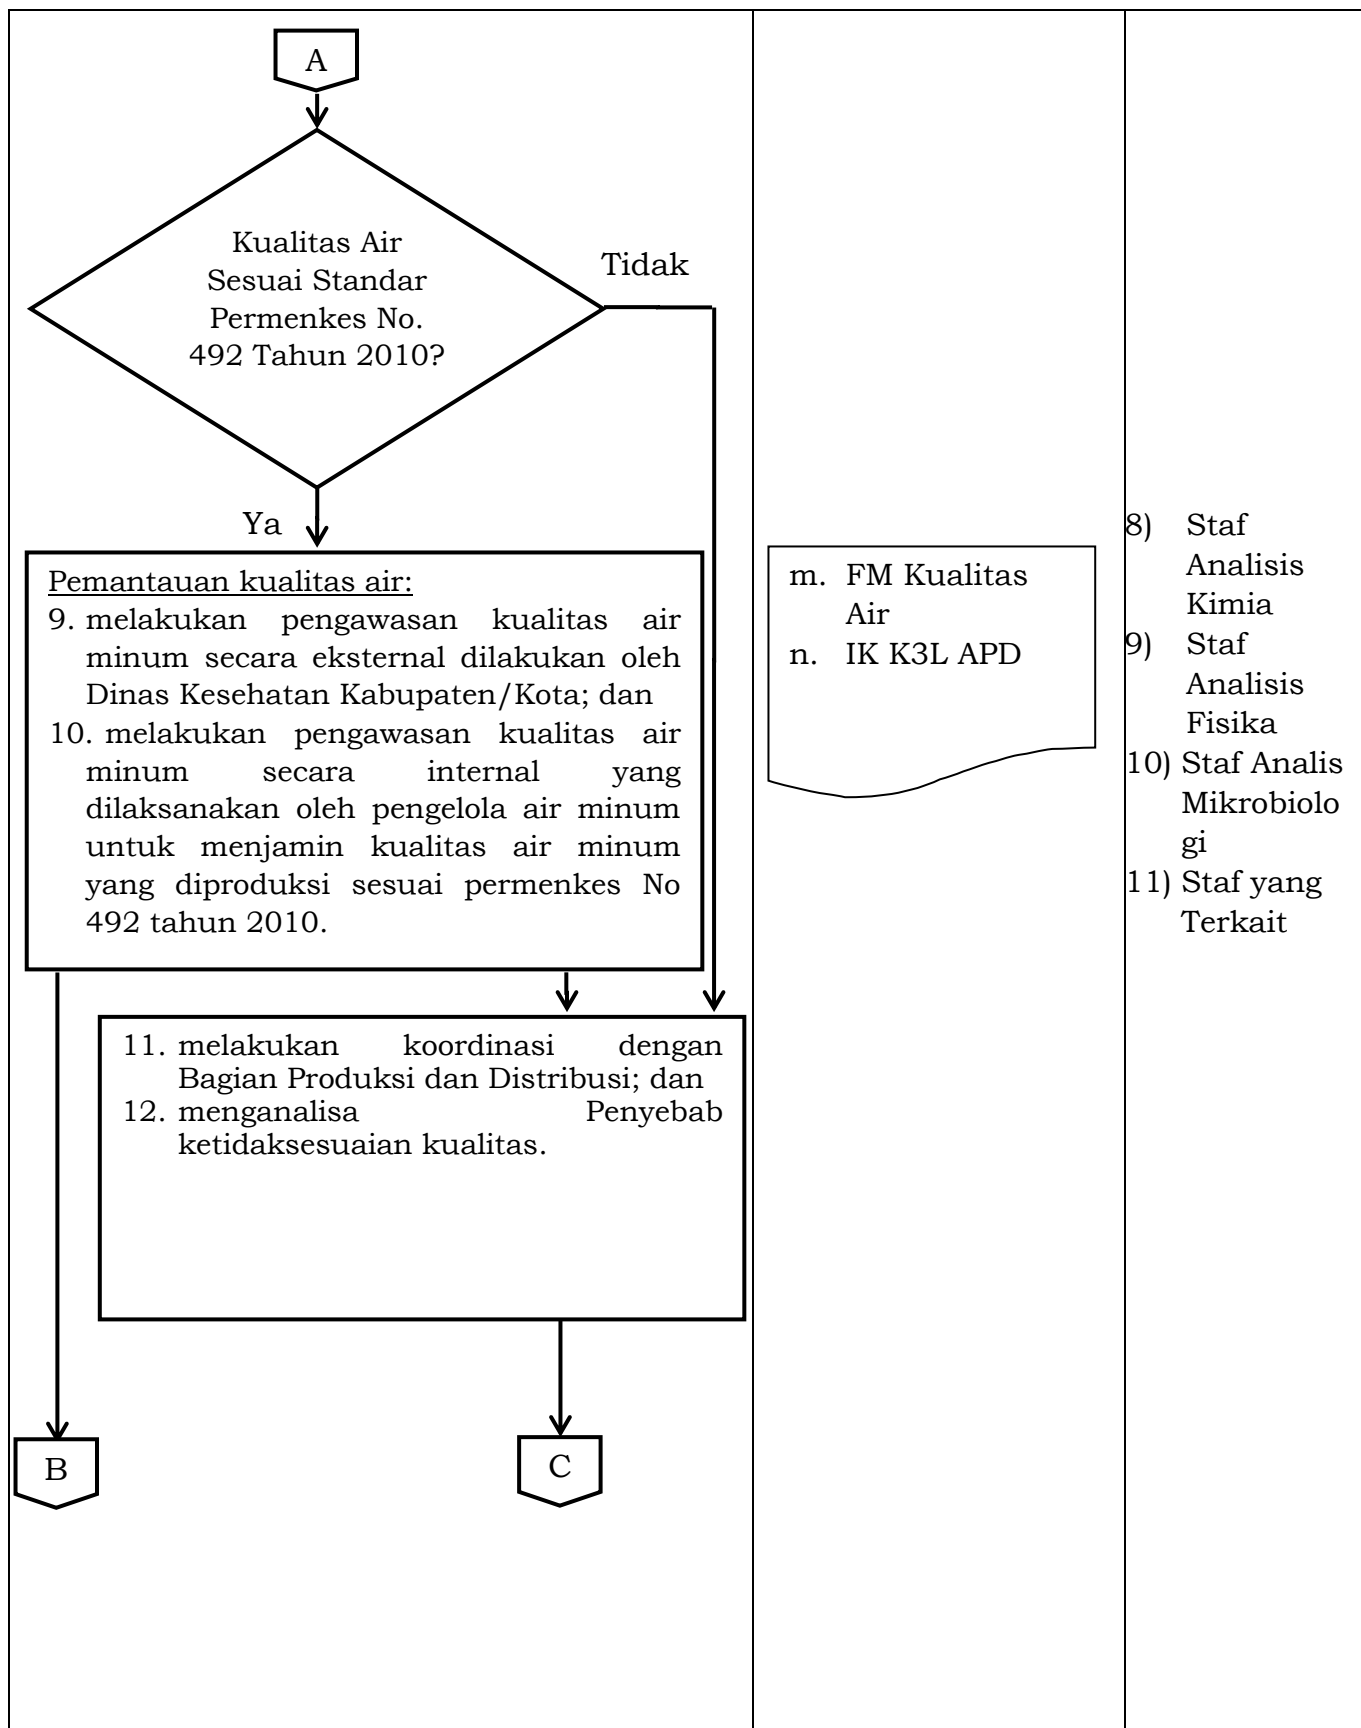 A
Kualitas Air
Sesuai Standar
Permenkes No.
492 Tahun 2010?
Tidak
Ya
Pemantauan kualitas air:
9. melakukan pengawasan kualitas air
minum secara eksternal dilakukan oleh
Dinas Kesehatan Kabupaten/Kota; dan
10. melakukan pengawasan kualitas air
minum secara internal yang
dilaksanakan oleh pengelola air minum
untuk menjamin kualitas air minum
yang diproduksi sesuai permenkes No
492 tahun 2010.
11. melakukan koordinasi dengan
Bagian Produksi dan Distribusi; dan
12. menganalisa Penyebab
ketidaksesuaian kualitas.
B
C
m. FM Kualitas
Air
n. IK K3L APD
8) Staf
Analisis
Kimia
9) Staf
Analisis
Fisika
10) Staf Analis
Mikrobiolo
gi
11) Staf yang
Terkait